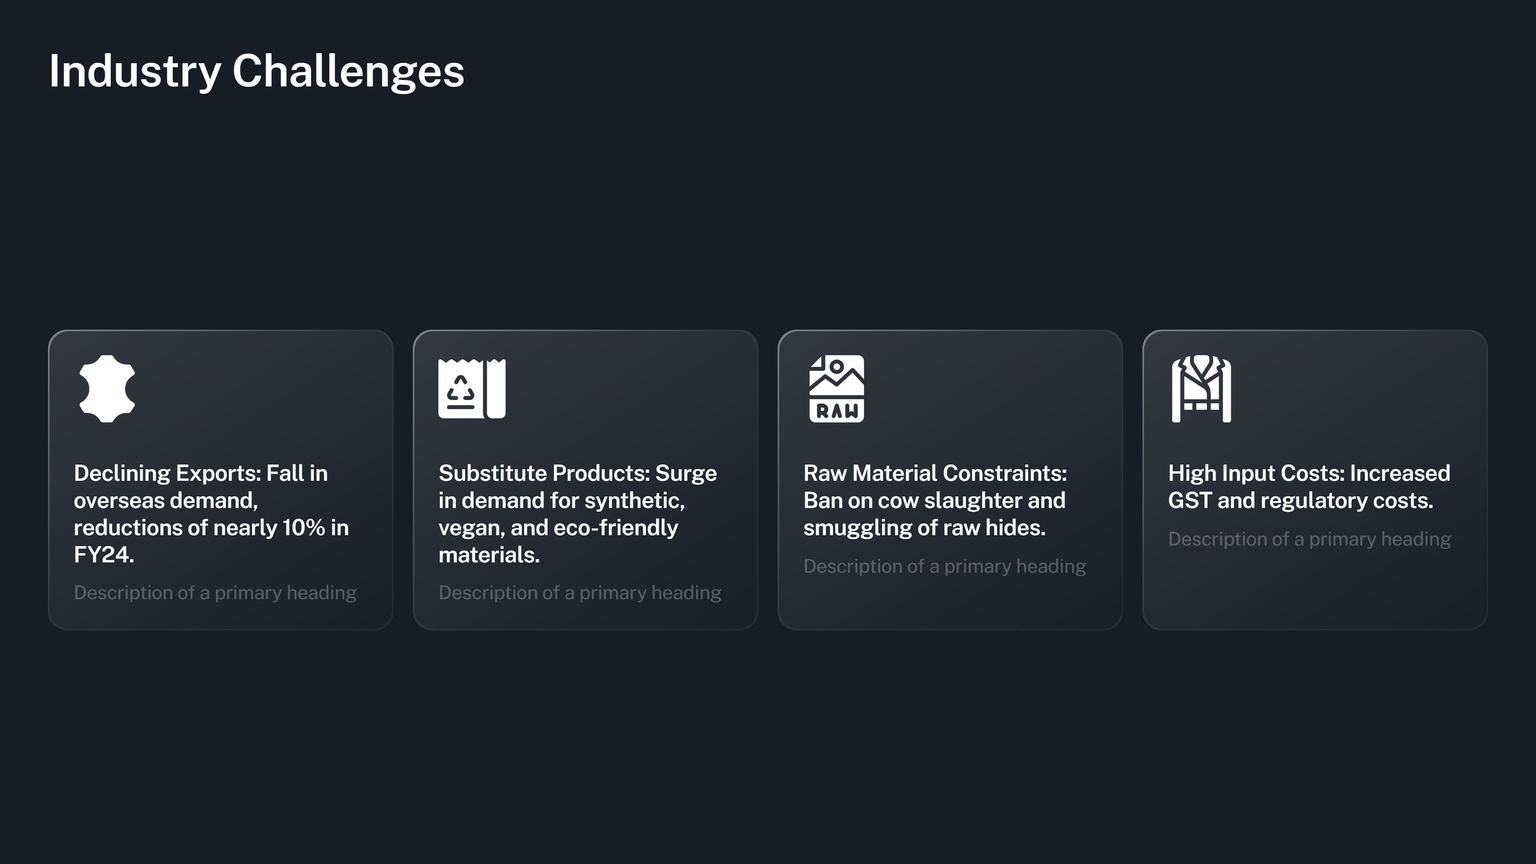 Industry Challenges
RAW
Declining Exports: Fall in
overseas demand,
reductions of nearly 10% in
FY24.
Description of a primary heading
Substitute Products: Surge
in demand for synthetic,
vegan, and eco-friendly
materials.
Description of a primary heading
Raw Material Constraints:
Ban on cow slaughter and
smuggling of raw hides.
Description of a primary heading
High Input Costs: Increased
GST and regulatory costs.
Description of a primary heading